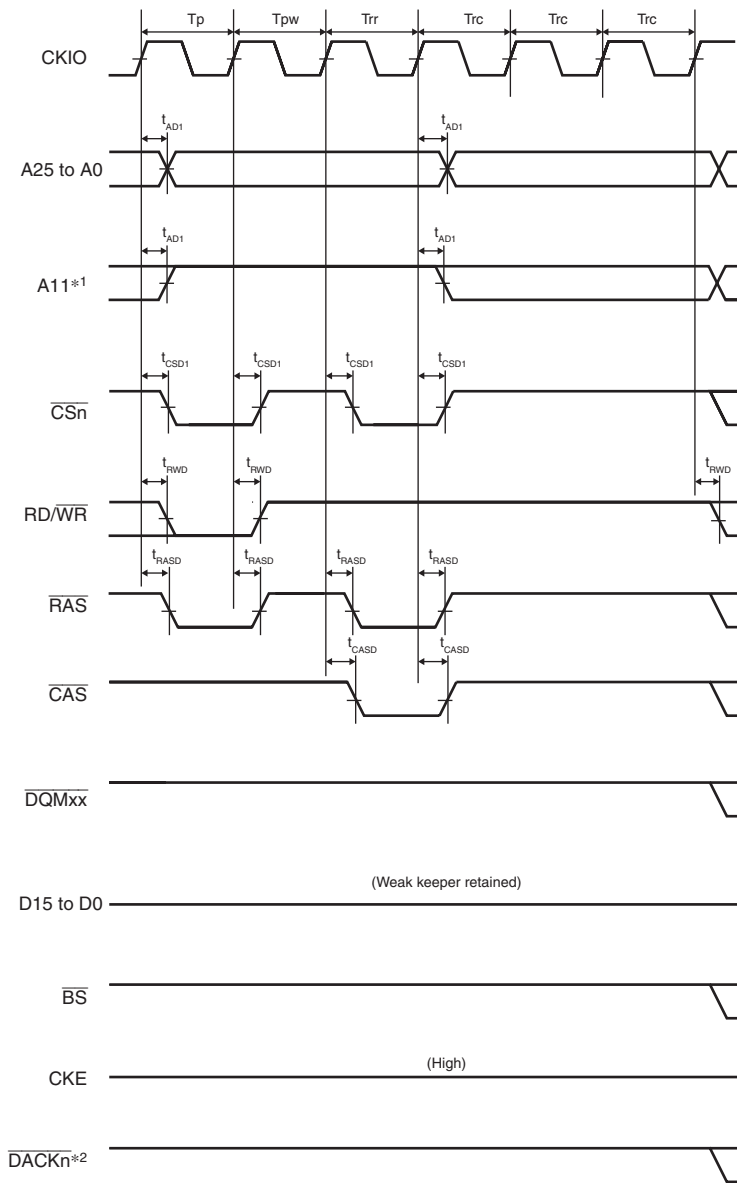 Tp Tpw Trr Trc Trc Trc
CKIO
tAD1 tAD1
A25 to A0
tAD1 tAD1
A11*1
tCSD1 tCSD1 tCSD1 tCSD1
CSn
tRWD tRWD tRWD
RD/WR
tRASD tRASD tRASD tRASD
RAS
tCASD tCASD
CAS
DQMxx
(Weak keeper retained)
D15 to D0
BS
(High)
CKE
DACKn*2